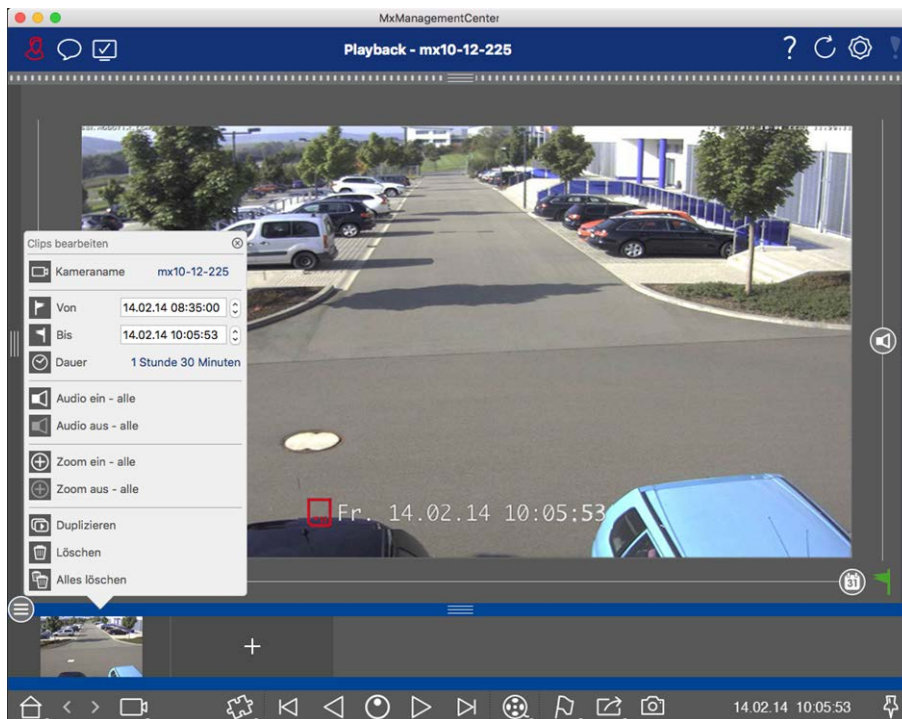 MxManagementCenter
Playback - mx10-12-225
?
Clips bearbeiten
Kameraname mx10-12-225
Von 14.02.14 08:35:00
Bis 14.02.14 10:05:53
Dauer 1 Stunde 30 Minuten
Audio ein - alle
Audio aus - alle
Zoom ein - alle
Zoom aus - alle
Duplizieren
Löschen
Alles löschen
Fr. 14.02.14 10:05:53
31
14.02.14 10:05:53